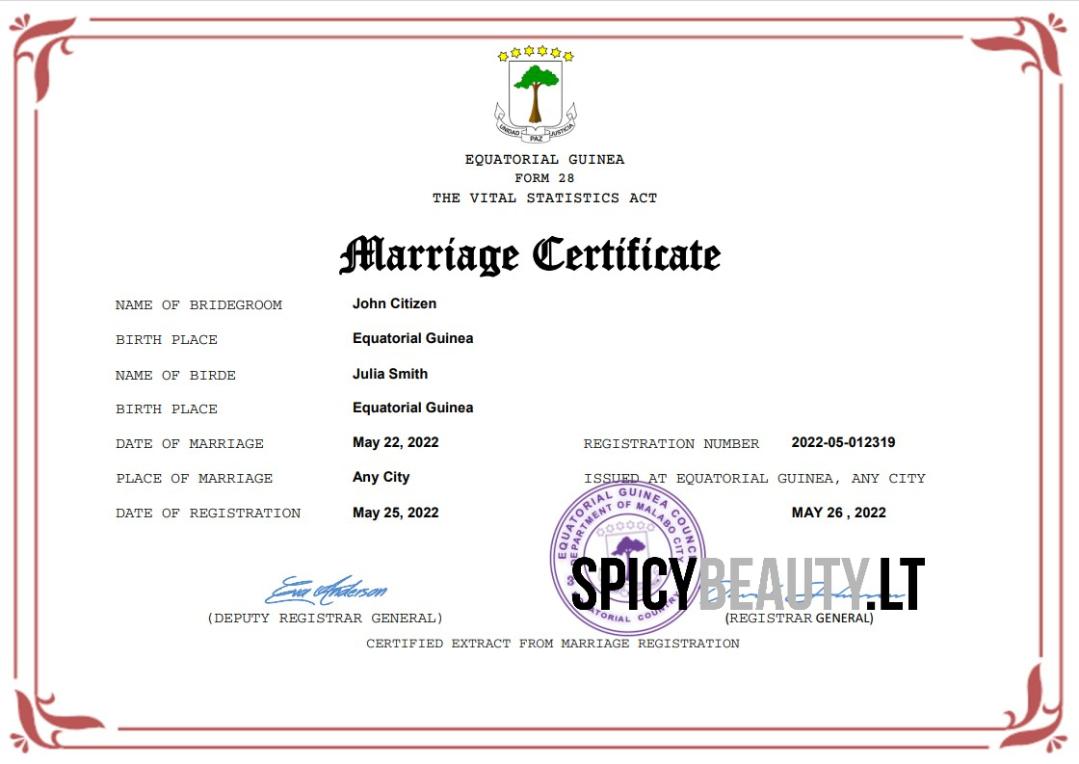 UNIDAD PAZ JUSTICIA
EQUATORIAL GUINEA
FORM 28
THE VITAL STATISTICS ACT
Marriage Certificate
NAME OF BRIDEGROOM John Citizen
BIRTH PLACE Equatorial Guinea
NAME OF BIRDE Julia Smith
BIRTH PLACE Equatorial Guinea
DATE OF MARRIAGE May 22, 2022 REGISTRATION NUMBER 2022-05-012319
PLACE OF MARRIAGE Any City ISSUED AT EQUATORIAL GUINEA, ANY CITY
DATE OF REGISTRATION May 25, 2022 MAY 26 , 2022
EQUATORIAL GUINEA
DEPARTMENT OF MALABO CITY
SPICYBEAUTY.LT
Eva Anderson
(DEPUTY REGISTRAR GENERAL) (REGISTRAR GENERAL)
CERTIFIED EXTRACT FROM MARRIAGE REGISTRATION